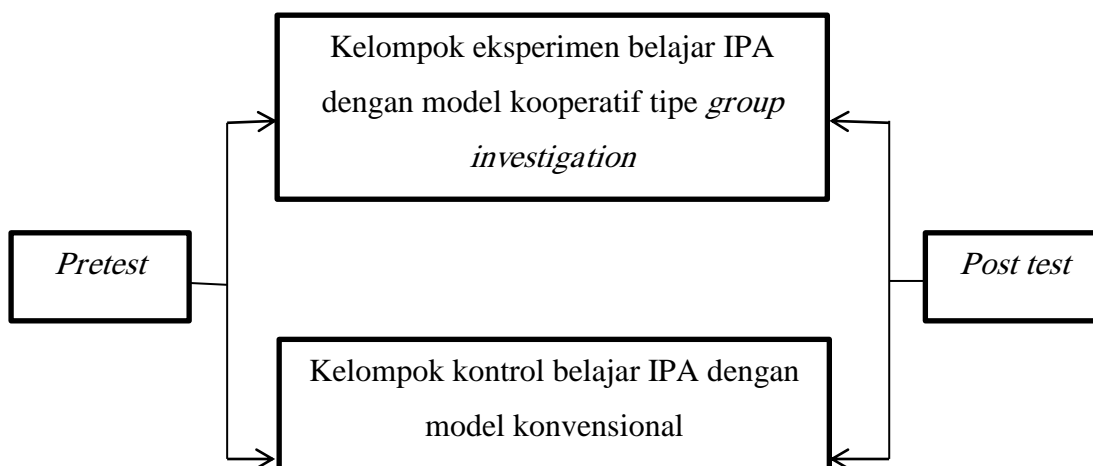 Kelompok eksperimen belajar IPA
dengan model kooperatif tipe group
investigation
Pretest
Post test
Kelompok kontrol belajar IPA dengan
model konvensional